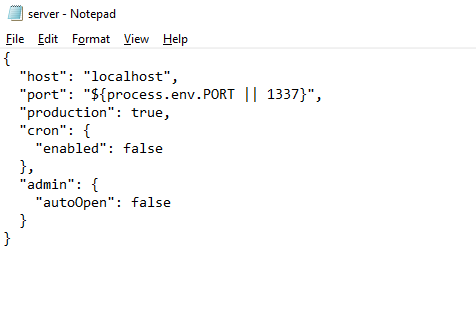 server - Notepad
File Edit Format View Help
{
  "host": "localhost",
  "port": "${process.env.PORT || 1337}",
  "production": true,
  "cron": {
    "enabled": false
  },
  "admin": {
    "autoOpen": false
  }
}